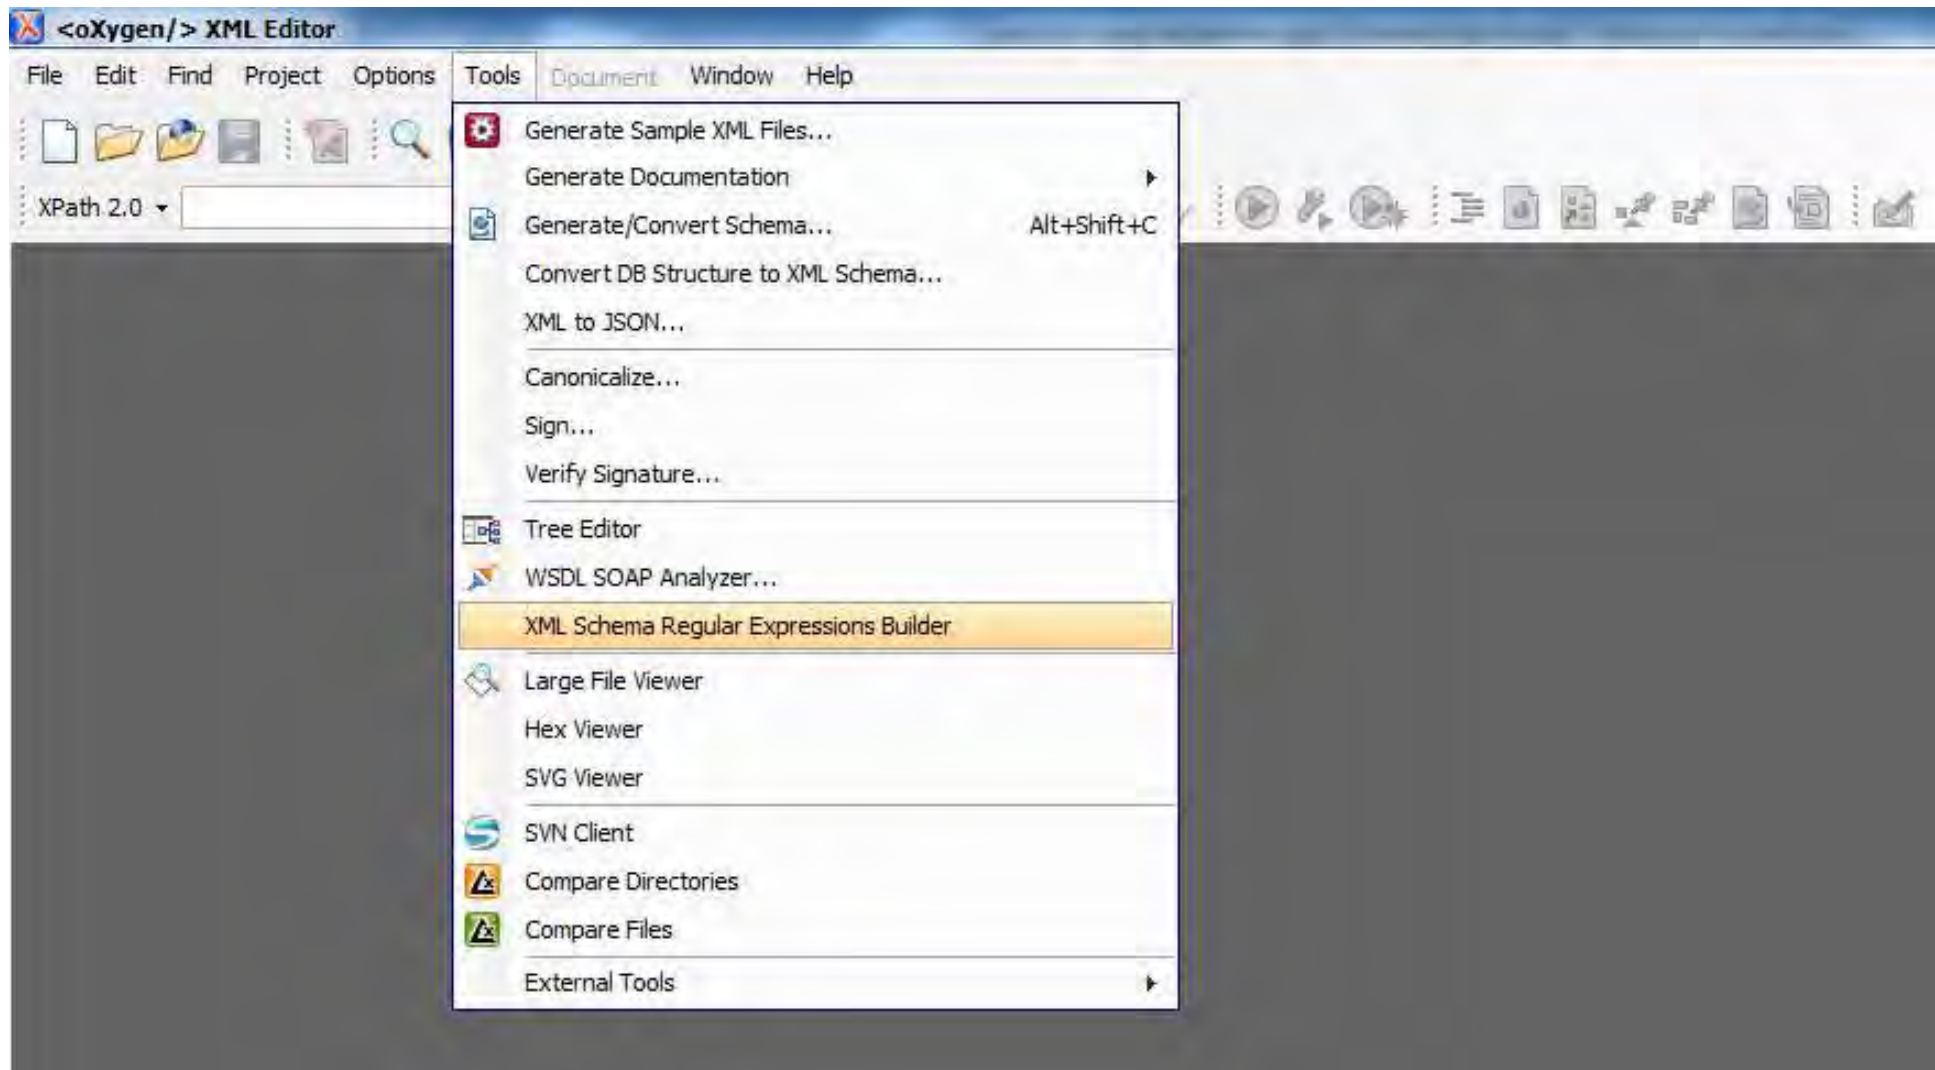 <oXygen/> XML Editor
File Edit Find Project Options Tools Document Window Help
Generate Sample XML Files...
Generate Documentation
XPath 2.0
Generate/Convert Schema... Alt+Shift+C
Convert DB Structure to XML Schema...
XML to JSON...
Canonicalize...
Sign...
Verify Signature...
Tree Editor
WSDL SOAP Analyzer...
XML Schema Regular Expressions Builder
Large File Viewer
Hex Viewer
SVG Viewer
SVN Client
Compare Directories
Compare Files
External Tools